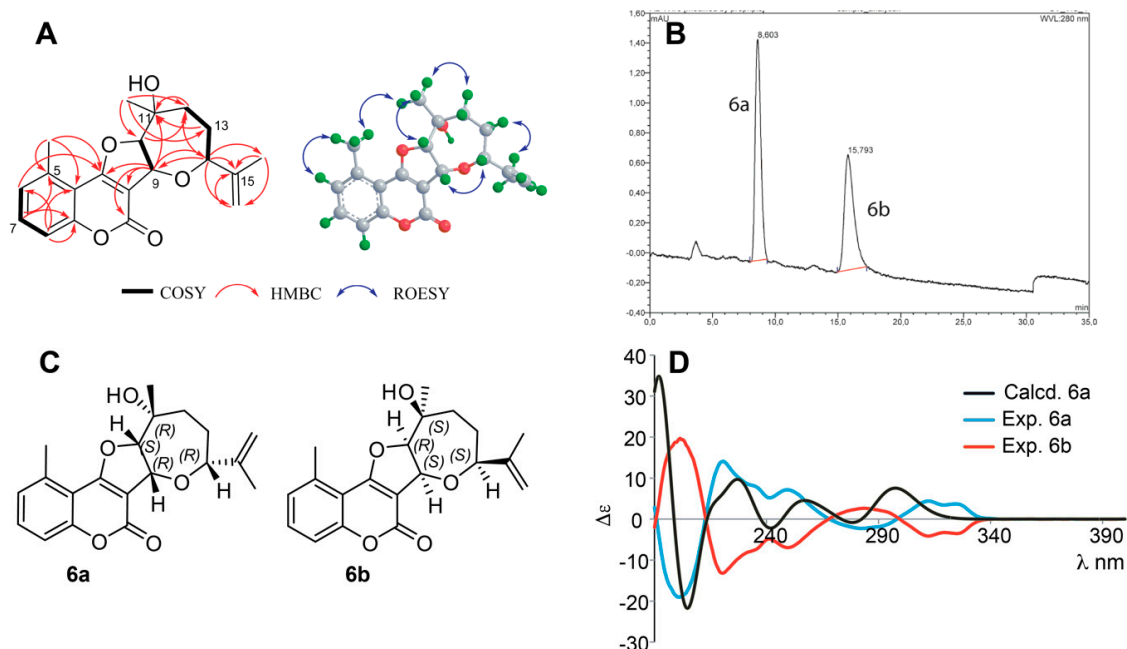 A
HO
11
13
O
5
9
15
O
7
O
O
COSY
HMBC
ROESY
B
1,60
mAU
WVL:280 nm
1,40
1,20
1,00
0,80
0,60
0,40
0,20
-0,00
-0,20
-0,40
8,603
6a
15,793
6b
min
0,0
5,0
10,0
15,0
20,0
25,0
30,0
35,0
C
HO
(R)
H
(S)
O
(R)
(R)
O
H
H
O
O
6a
HO
(S)
H
(R)
O
(S)
(S)
O
H
H
O
O
6b
D
40
30
20
10
0
-10
-20
-30
Δε
Calcd. 6a
Exp. 6a
Exp. 6b
240
290
340
390
λ nm